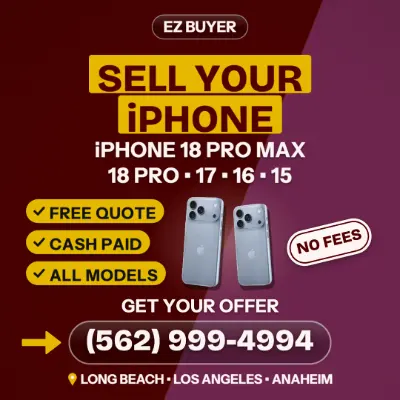 EZ BUYER
SELL YOUR
iPHONE
iPHONE 18 PRO MAX
18 PRO ▪ 17 ▪ 16 ▪ 15
✓ FREE QUOTE
✓ CASH PAID
✓ ALL MODELS
NO FEES
GET YOUR OFFER
(562) 999-4994
LONG BEACH ▪ LOS ANGELES ▪ ANAHEIM